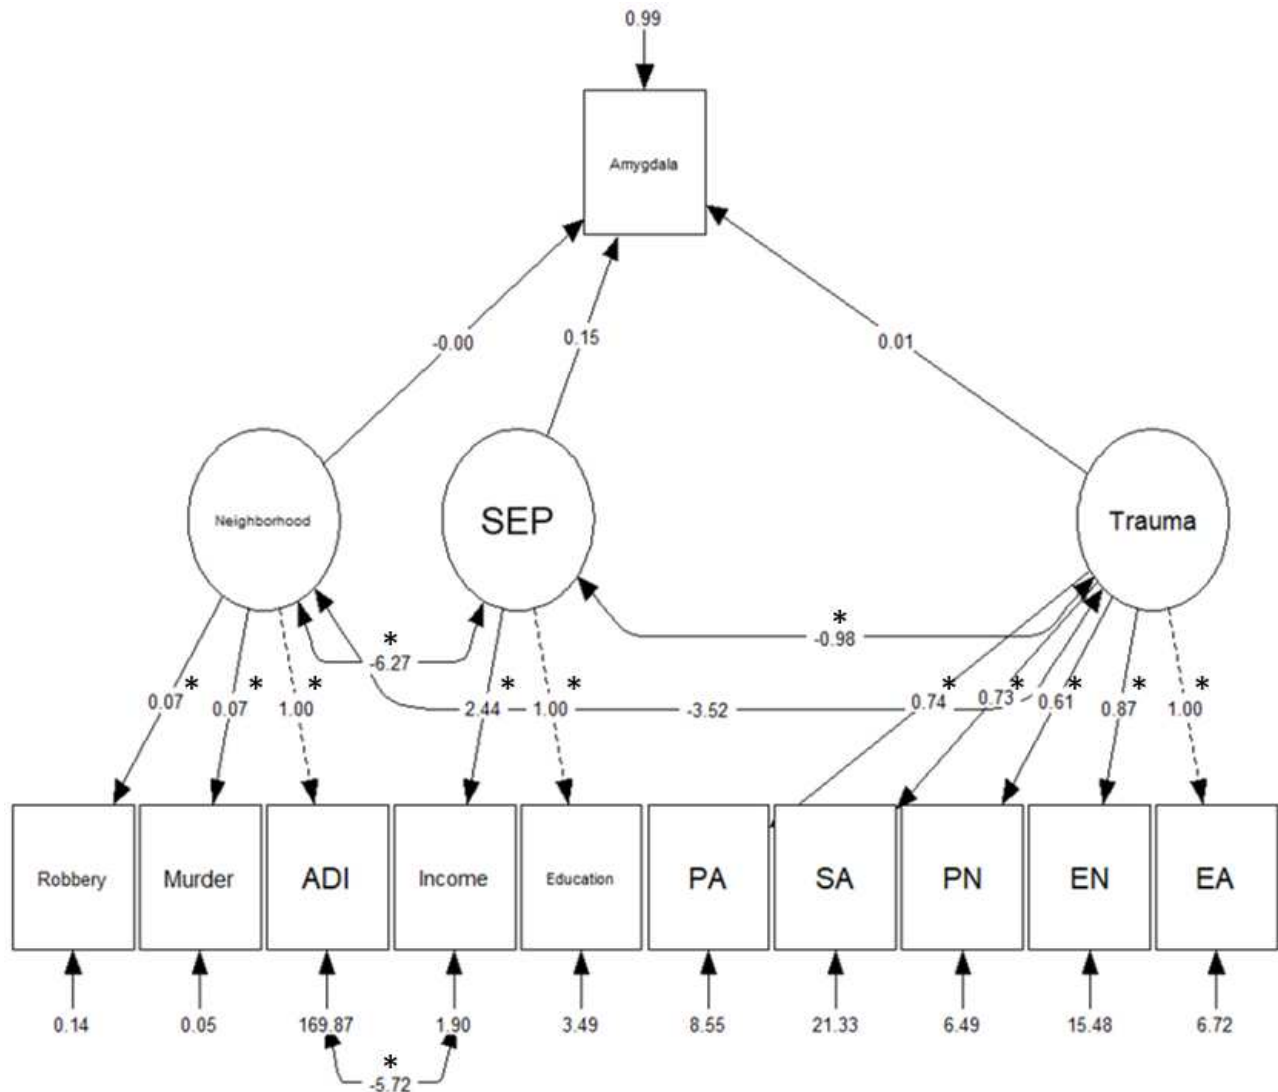 0.99
Amygdala
-0.00
0.15
0.01
Neighborhood
SEP
Trauma
*
-6.27
*
-0.98
0.07 *
0.07 *
1.00 *
2.44 *
1.00 *
-3.52
0.74 *
0.73 *
0.61 *
0.87 *
1.00 *
Robbery
Murder
ADI
Income
Education
PA
SA
PN
EN
EA
0.14
0.05
169.87
1.90
3.49
8.55
21.33
6.49
15.48
6.72
*
-5.72